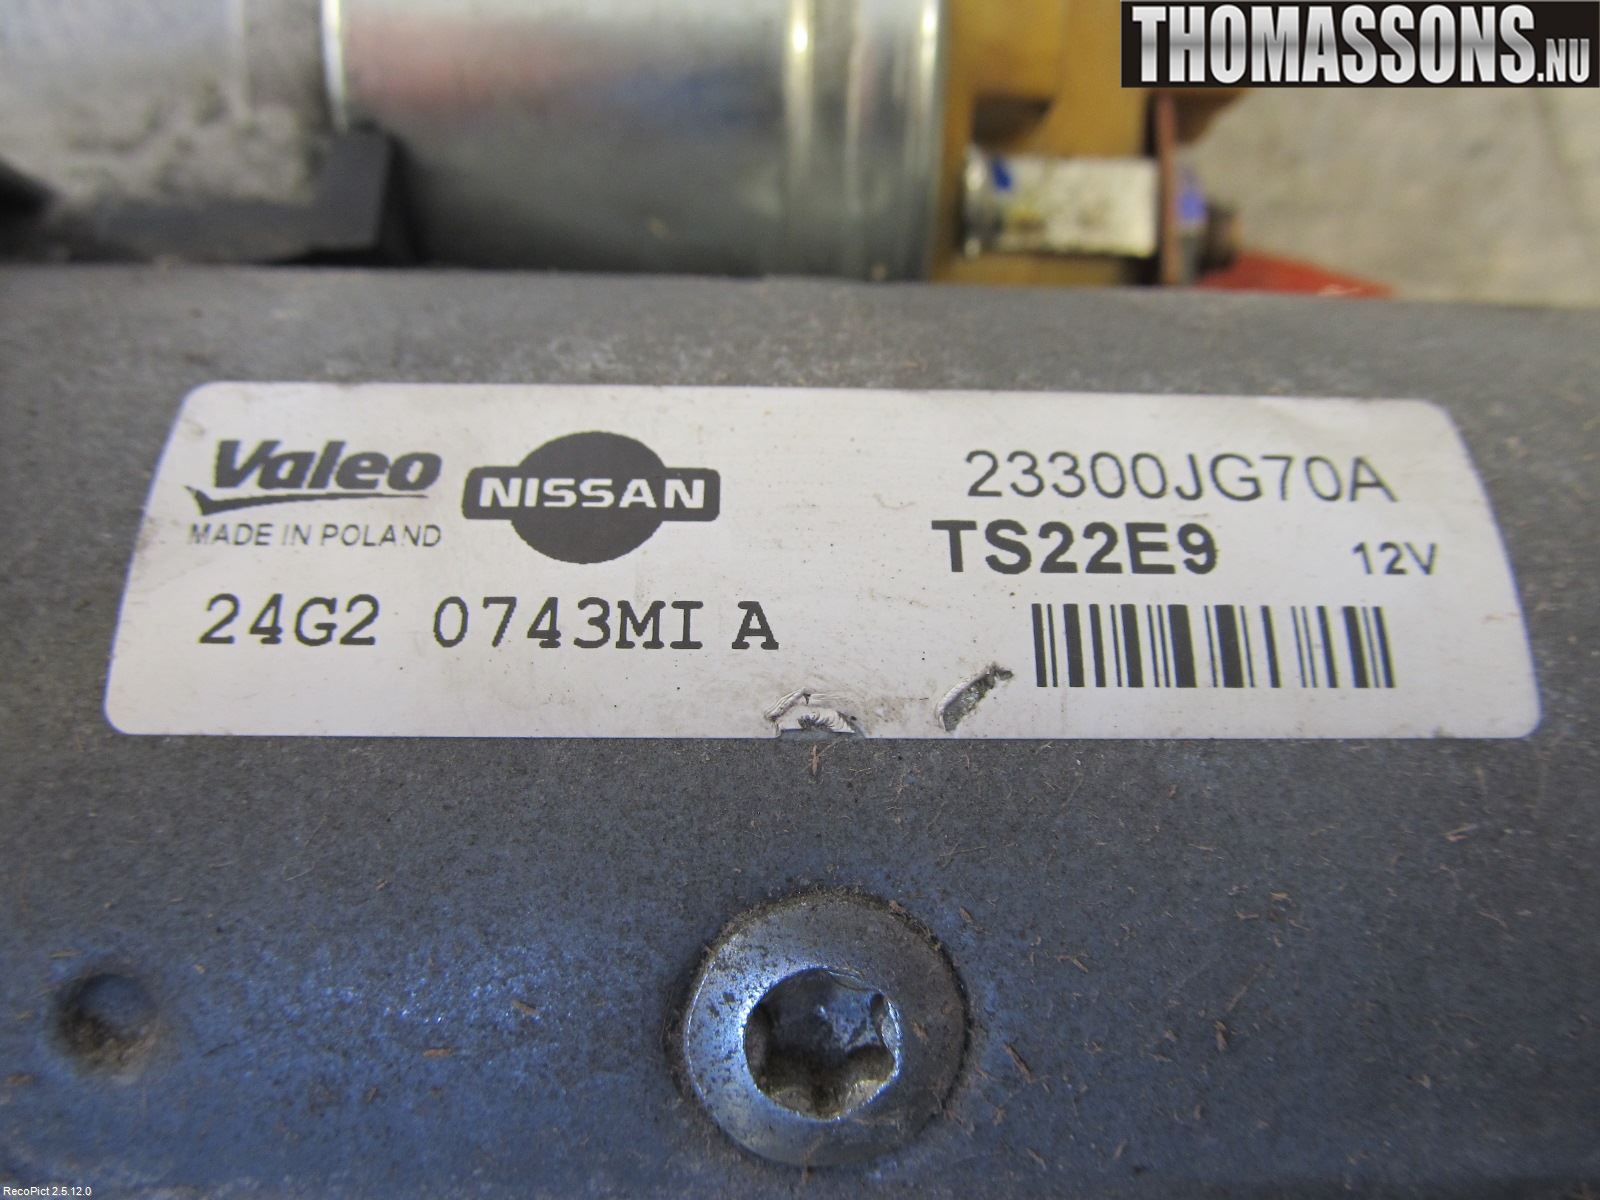 THOMASSONS.NU
Valeo
NISSAN
MADE IN POLAND
23300JG70A
TS22E9 12V
24G2 0743MI A
RecoPict 2.5.12.0